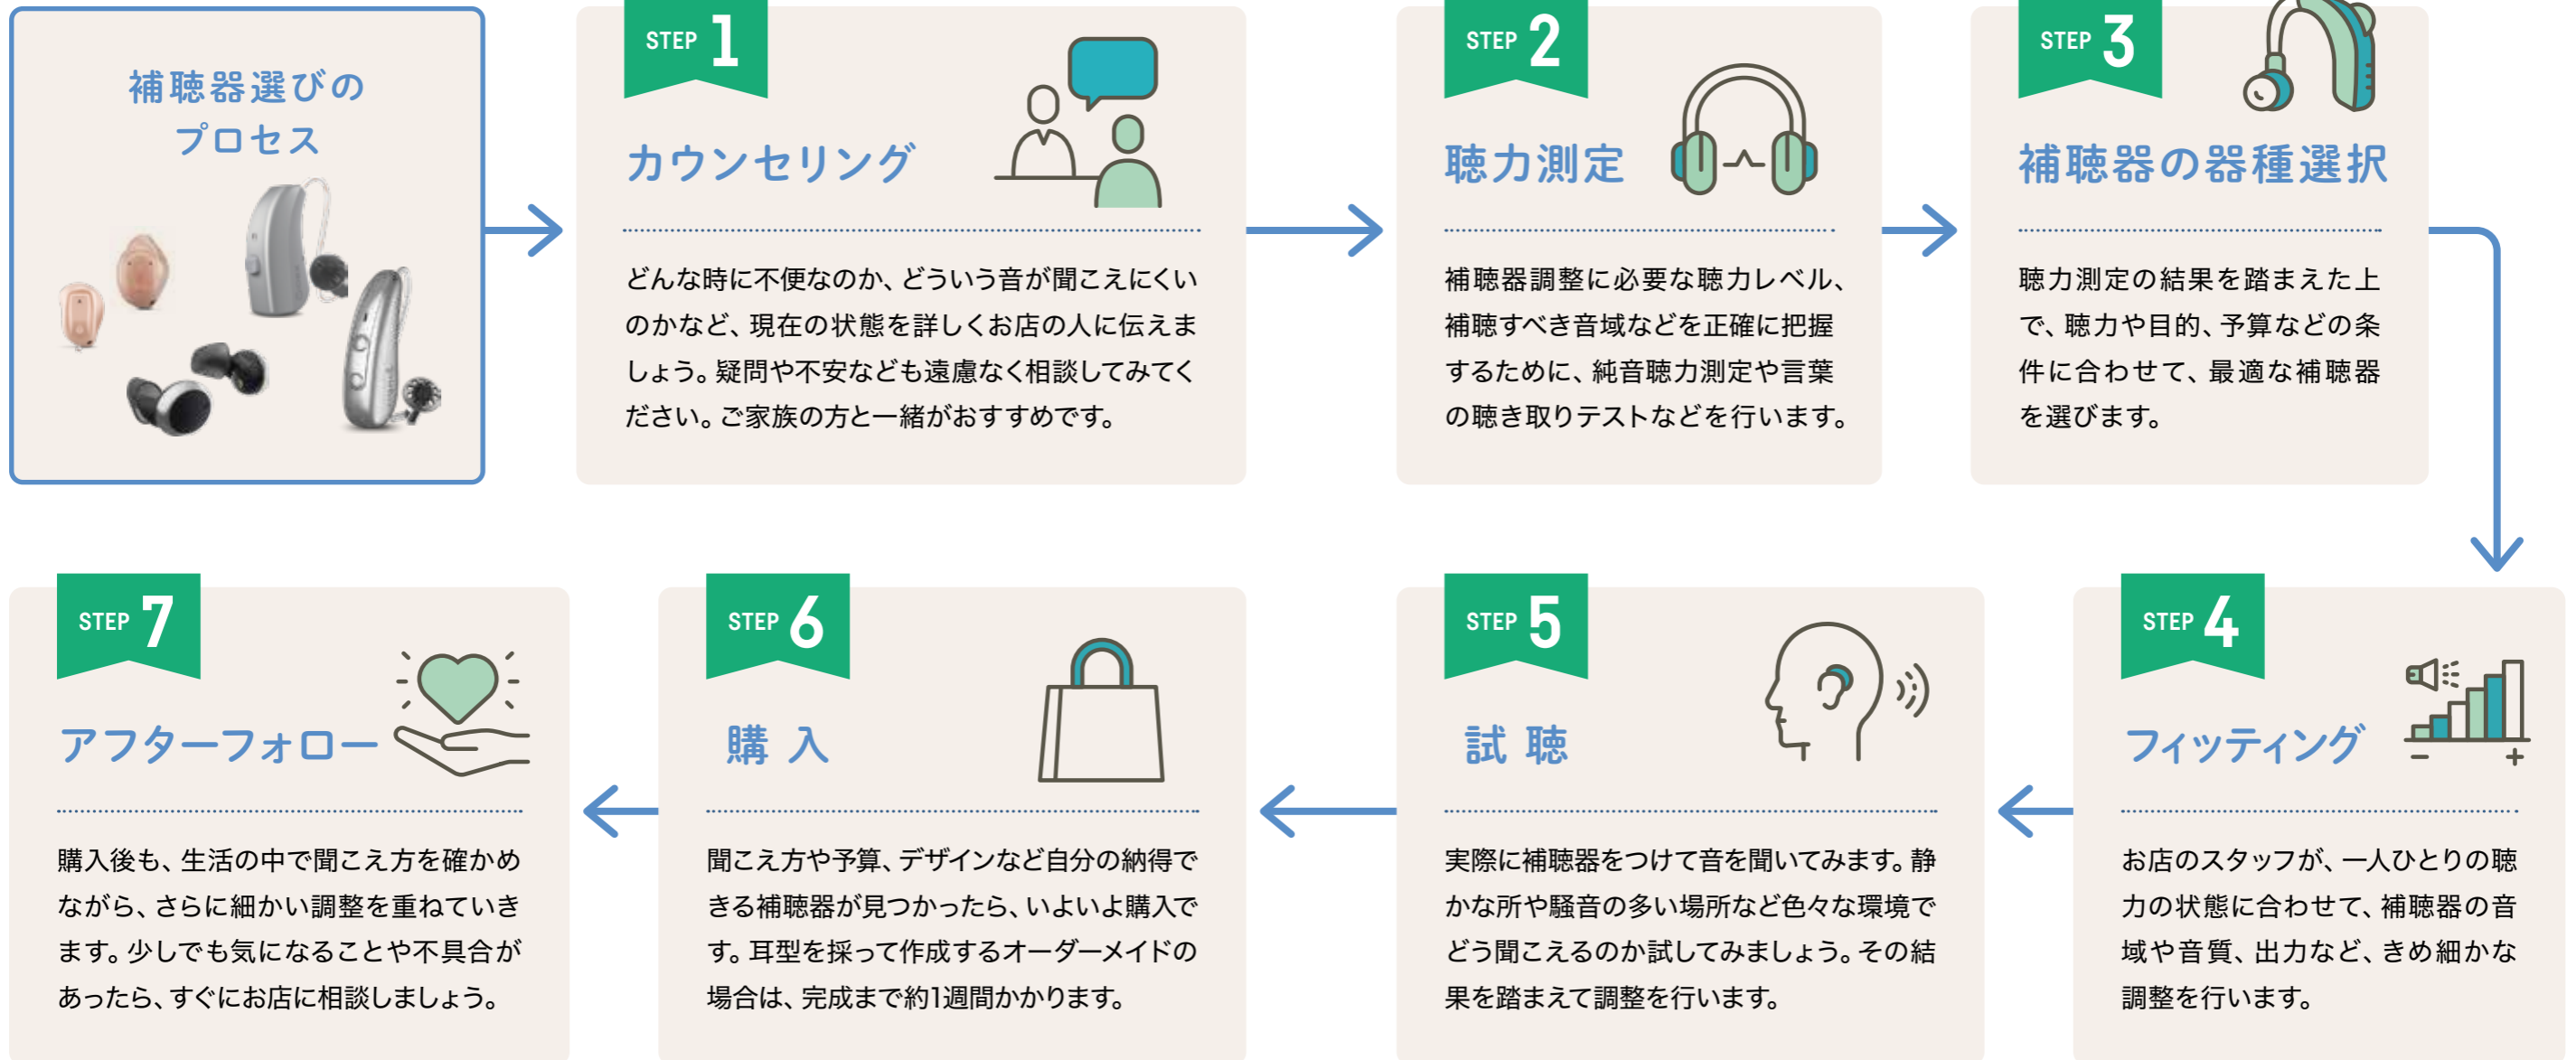 補聴器選びの
プロセス
STEP 1
カウンセリング
どんな時に不便なのか、どういう音が聞こえにくい
のかなど、現在の状態を詳しくお店の人に伝えま
しょう。疑問や不安なども遠慮なく相談してみてく
ださい。ご家族の方と一緒がおすすめです。
STEP 2
聴力測定
補聴器調整に必要な聴力レベル、
補聴すべき音域などを正確に把握
するために、純音聴力測定や言葉
の聴き取りテストなどを行います。
STEP 3
補聴器の器種選択
聴力測定の結果を踏まえた上
で、聴力や目的、予算などの条
件に合わせて、最適な補聴器
を選びます。
STEP 4
フィッティング
お店のスタッフが、一人ひとりの聴
力の状態に合わせて、補聴器の音
域や音質、出力など、きめ細かな
調整を行います。
STEP 5
試 聴
実際に補聴器をつけて音を聞いてみます。静
かな所や騒音の多い場所など色々な環境で
どう聞こえるのか試してみましょう。その結
果を踏まえて調整を行います。
STEP 6
購 入
聞こえ方や予算、デザインなど自分の納得で
きる補聴器が見つかったら、いよいよ購入で
す。耳型を採って作成するオーダーメイドの
場合は、完成まで約1週間かかります。
STEP 7
アフターフォロー
購入後も、生活の中で聞こえ方を確かめ
ながら、さらに細かい調整を重ねていき
ます。少しでも気になることや不具合が
あったら、すぐにお店に相談しましょう。